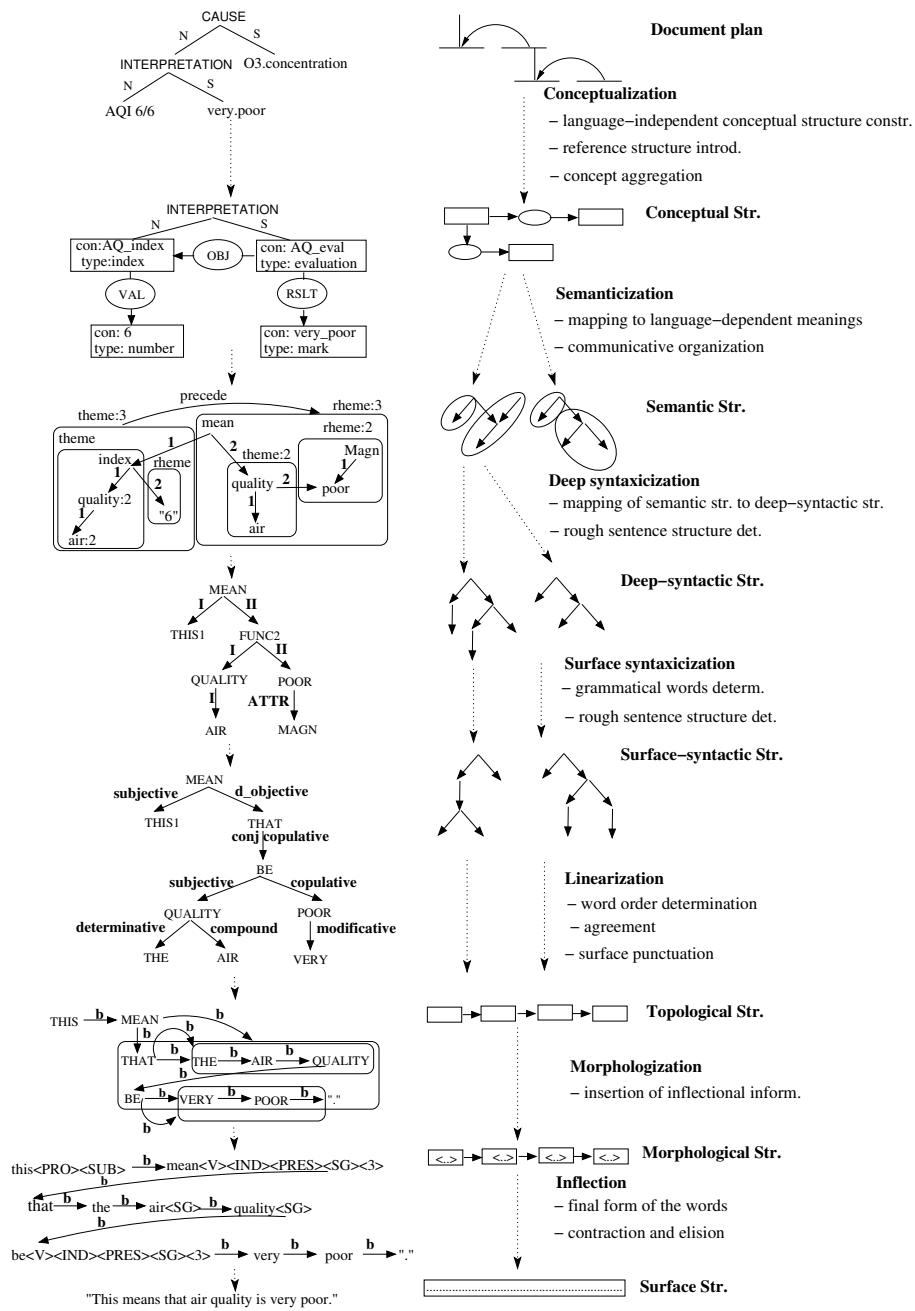 CAUSE
N S
INTERPRETATION O3.concentration
N S
AQI 6/6 very.poor
INTERPRETATION
N S
con:AQ_index
type:index
OBJ
con: AQ_eval
type: evaluation
VAL
RSLT
con: 6
type: number
con: very_poor
type: mark
precede
theme:3 rheme:3
theme
mean
rheme:2
1
2
theme:2
Magn
index
rheme
1
1
2
quality
2
poor
quality:2
"6"
1
1
air:2
air
MEAN
I II
THIS1 FUNC2
I II
QUALITY POOR
I ATTR
AIR MAGN
MEAN
subjective d_objective
THIS1 THAT
conj copulative
BE
subjective copulative
QUALITY POOR
determinative compound modificative
THE AIR VERY
THIS b MEAN b
b b
THAT b THE b AIR b QUALITY
b
BE b VERY b POOR b "."
b
this<PRO><SUB> b mean<V><IND><PRES><SG><3>
b
that b the b air<SG> b quality<SG>
b
be<V><IND><PRES><SG><3> b very b poor b "."
"This means that air quality is very poor."
Document plan
Conceptualization
− language−independent conceptual structure constr.
− reference structure introd.
− concept aggregation
Conceptual Str.
Semanticization
− mapping to language−dependent meanings
− communicative organization
Semantic Str.
Deep syntaxicization
− mapping of semantic str. to deep−syntactic str.
− rough sentence structure det.
Deep−syntactic Str.
Surface syntaxicization
− grammatical words determ.
− rough sentence structure det.
Surface−syntactic Str.
Linearization
− word order determination
− agreement
− surface punctuation
Topological Str.
Morphologization
− insertion of inflectional inform.
<..> <..> <..> <..> Morphological Str.
Inflection
− final form of the words
− contraction and elision
Surface Str.